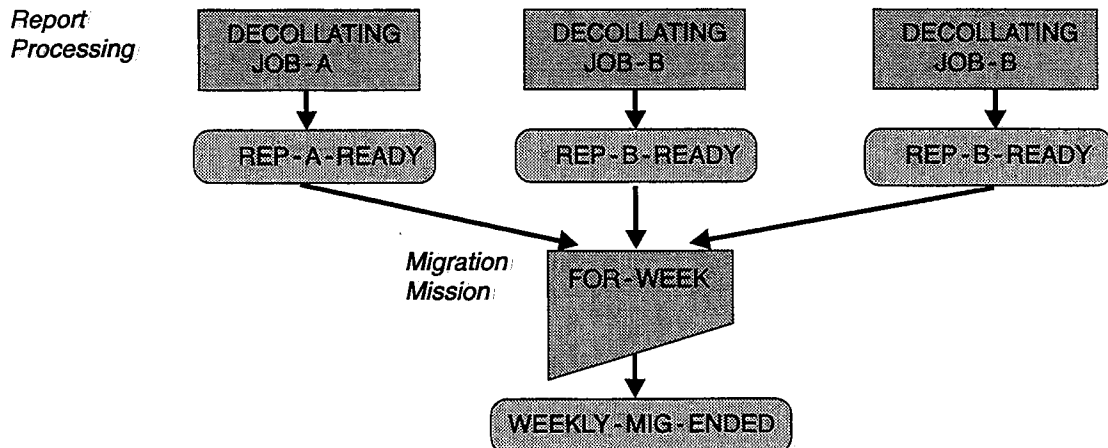 Report
Processing
DECOLLATING
JOB-A
DECOLLATING
JOB-B
DECOLLATING
JOB-B
REP-A-READY
REP-B-READY
REP-B-READY
Migration
Mission
FOR-WEEK
WEEKLY-MIG-ENDED